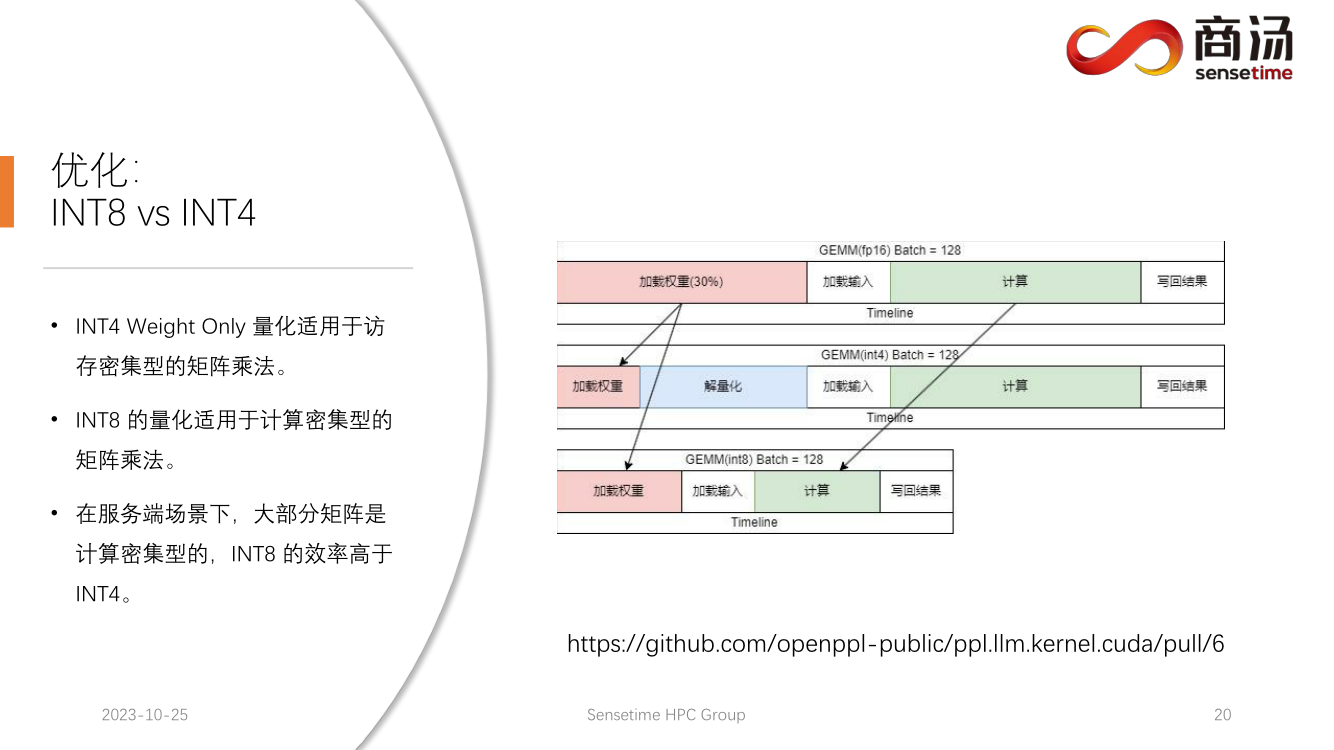 商汤
sensetime
优化:
INT8 vs INT4
• INT4 Weight Only 量化适用于访
存密集型的矩阵乘法。
• INT8 的量化适用于计算密集型的
矩阵乘法。
• 在服务端场景下，大部分矩阵是
计算密集型的，INT8 的效率高于
INT4。
GEMM(fp16) Batch = 128
加载权重(30%) 加载输入 计算 写回结果
Timeline
GEMM(int4) Batch = 128
加载权重 解量化 加载输入 计算 写回结果
Timeline
GEMM(int8) Batch = 128
加载权重 加载输入 计算 写回结果
Timeline
https://github.com/openppl-public/ppl.llm.kernel.cuda/pull/6
2023-10-25 Sensetime HPC Group 20